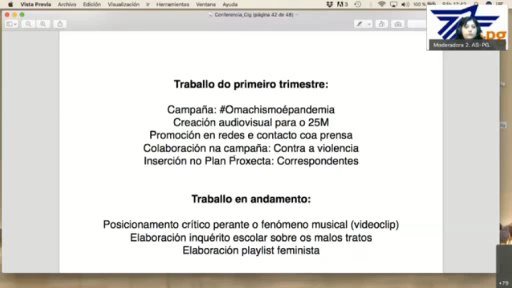 Vista Previa Archivo Edición Visualización Ir Herramientas Ventana Ayuda
Conferencia_Cig (página 42 de 48)
Traballo do primeiro trimestre:
Campaña: #Omachismoépandemia
Creación audiovisual para o 25M
Promoción en redes e contacto coa prensa
Colaboración na campaña: Contra a violencia
Inserción no Plan Proxecta: Correspondentes
Traballo en andamento:
Posicionamento crítico perante o fenómeno musical (videoclip)
Elaboración inquérito escolar sobre os malos tratos
Elaboración playlist feminista
pg
Moderadora 2. AS-PG.
+79